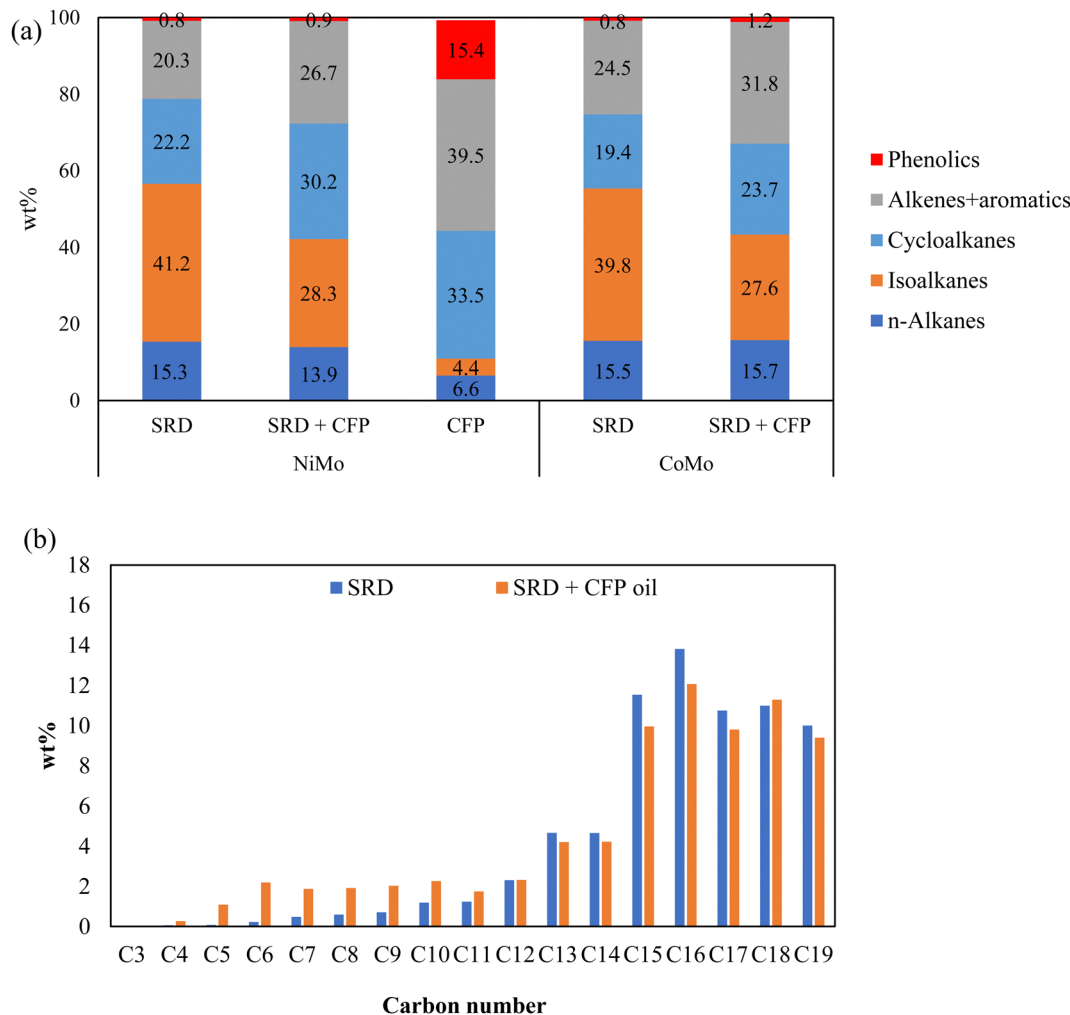 (a)
100
80
60
40
20
0
wt%
0.8 0.9 15.4 0.8 1.2
20.3 26.7 39.5 24.5 31.8
22.2 30.2 33.5 19.4 23.7
41.2 28.3 4.4 39.8 27.6
15.3 13.9 6.6 15.5 15.7
SRD SRD + CFP CFP SRD SRD + CFP
NiMo CoMo
Phenolics
Alkenes+aromatics
Cycloalkanes
Isoalkanes
n-Alkanes
(b)
18
16
14
12
10
8
6
4
2
0
wt%
SRD SRD + CFP oil
C3 C4 C5 C6 C7 C8 C9 C10 C11 C12 C13 C14 C15 C16 C17 C18 C19
Carbon number